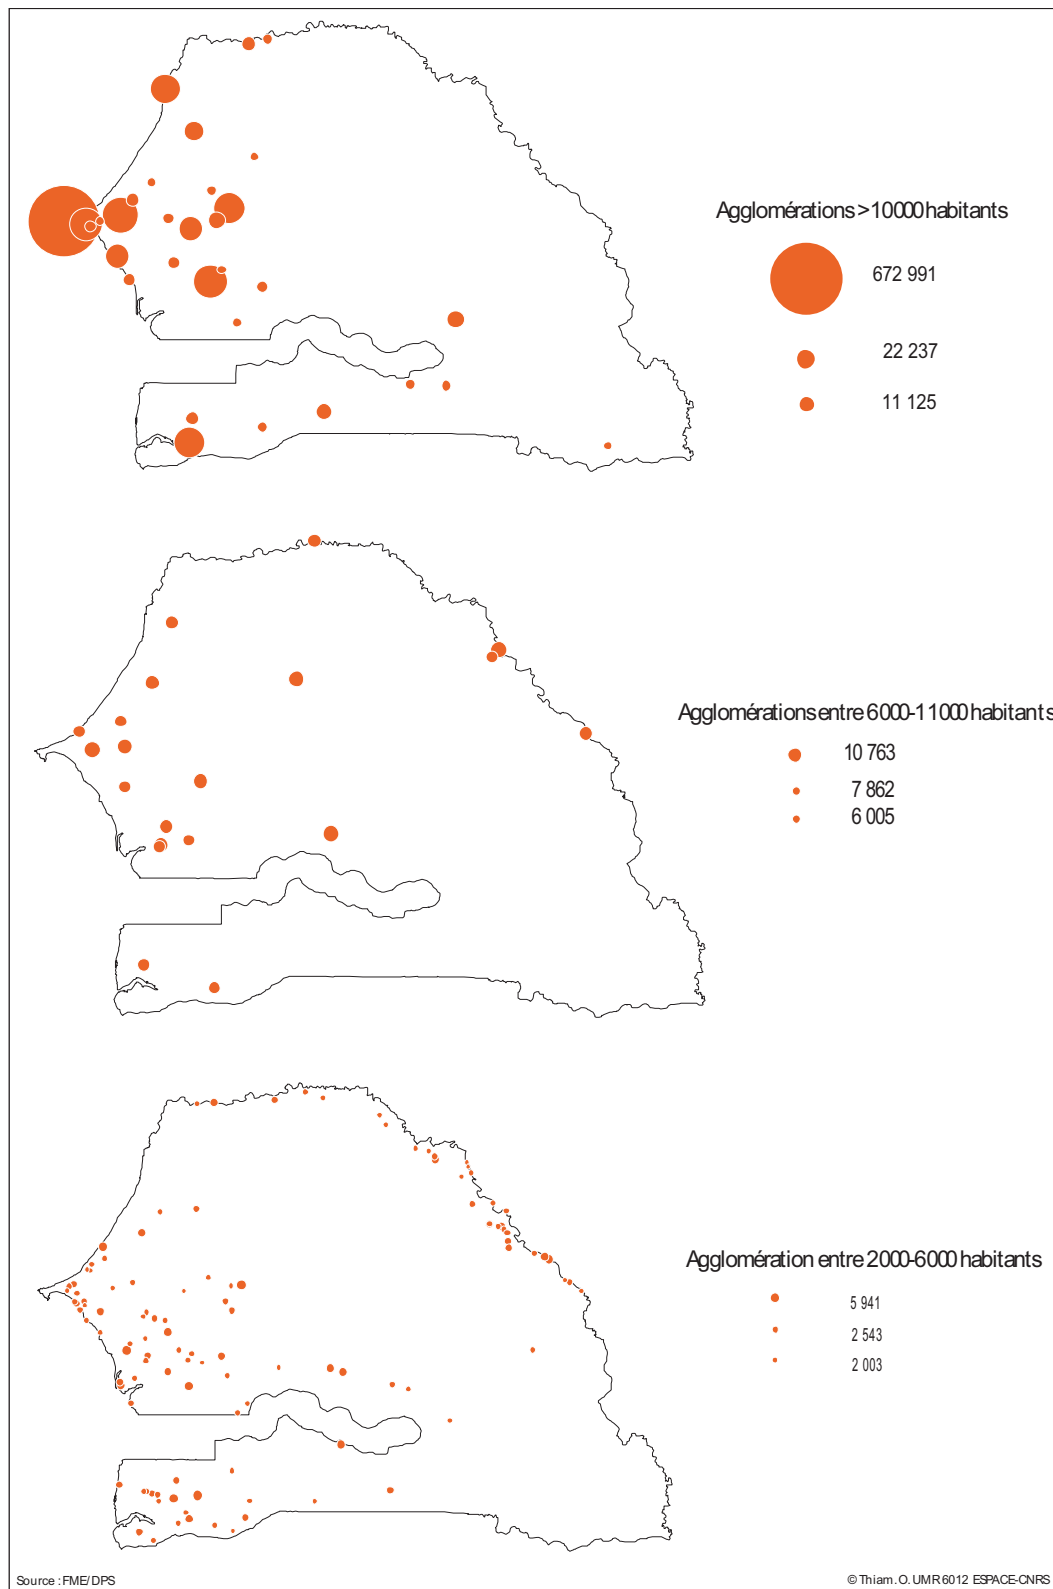 Agglomérations > 10000 habitants
672 991
22 237
11 125
Agglomérations entre 6000-11000 habitants
10 763
7 862
6 005
Agglomération entre 2000-6000 habitants
5 941
2 543
2 003
Source : FME/ DPS
© Thiam . O . UMR 6012 ESPACE-CNRS